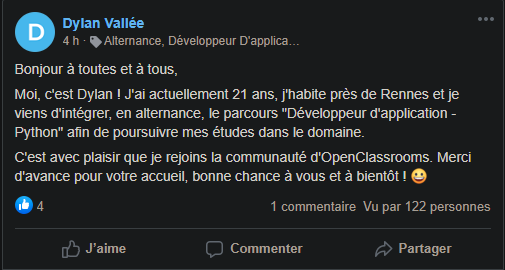 D
Dylan Vallée
4 h · Alternance, Développeur D'applica...
Bonjour à toutes et à tous,
Moi, c'est Dylan ! J'ai actuellement 21 ans, j'habite près de Rennes et je
viens d'intégrer, en alternance, le parcours "Développeur d'application -
Python" afin de poursuivre mes études dans le domaine.
C'est avec plaisir que je rejoins la communauté d'OpenClassrooms. Merci
d'avance pour votre accueil, bonne chance à vous et à bientôt ! 😀
4
1 commentaire Vu par 122 personnes
J'aime
Commenter
Partager